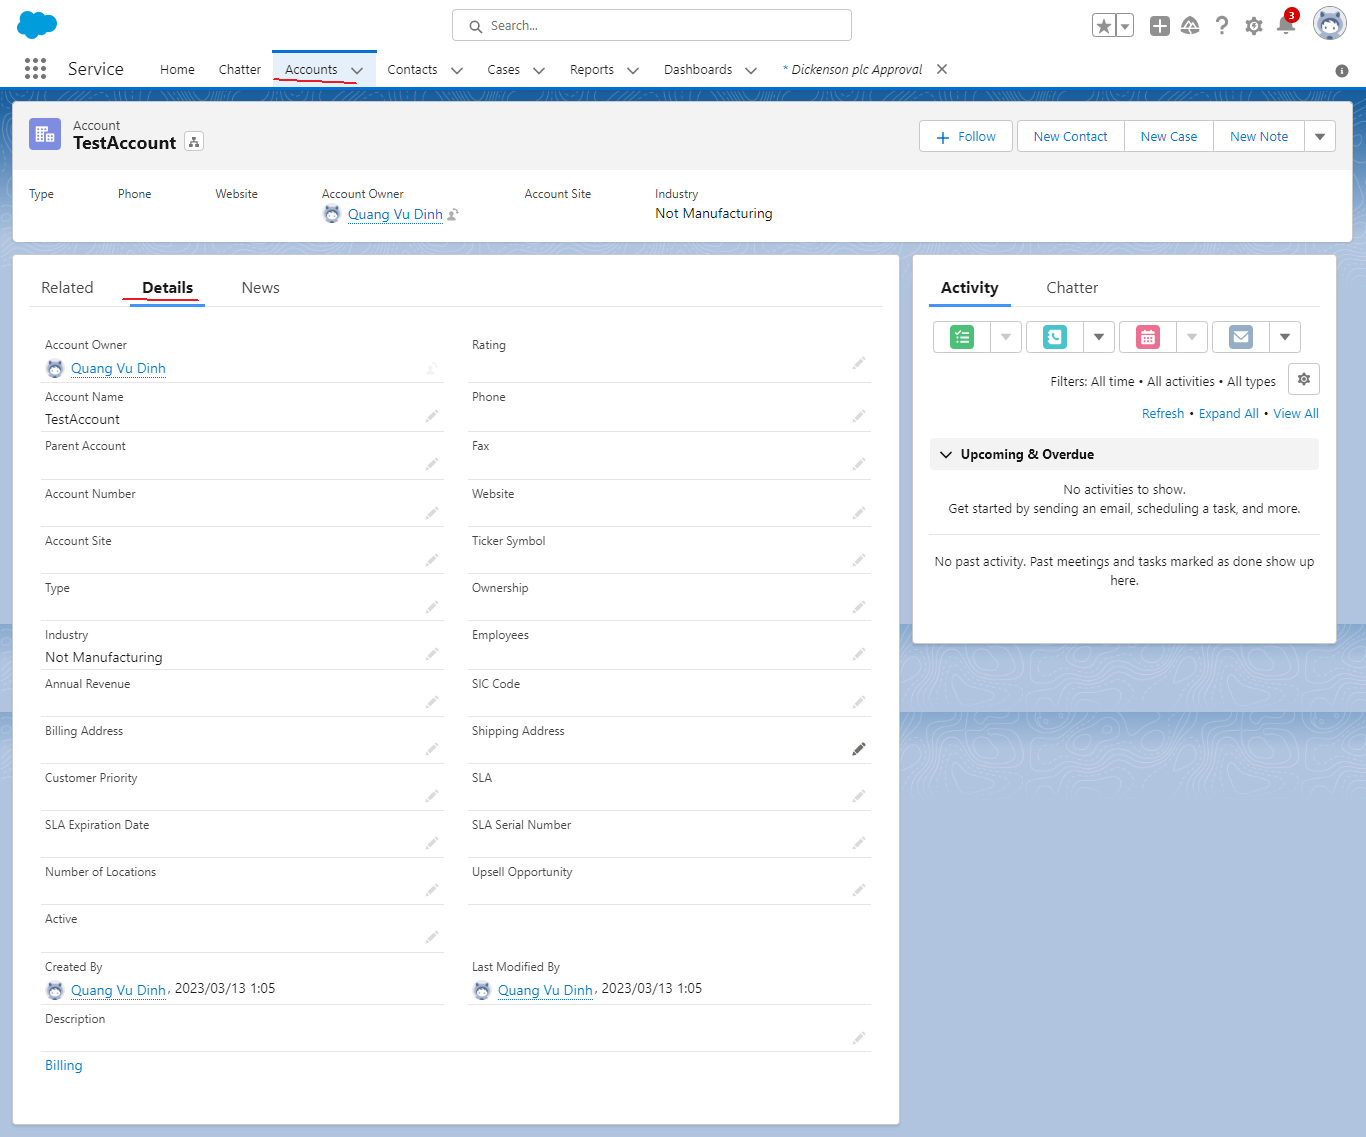 Search...
3
Service
Home
Chatter
Accounts
Contacts
Cases
Reports
Dashboards
* Dickenson plc Approval
Account
TestAccount
Follow
New Contact
New Case
New Note
Type
Phone
Website
Account Owner
Account Site
Industry
Quang Vu Dinh
Not Manufacturing
Related
Details
News
Account Owner
Quang Vu Dinh
Rating
Account Name
TestAccount
Phone
Parent Account
Fax
Account Number
Website
Account Site
Ticker Symbol
Type
Ownership
Industry
Not Manufacturing
Employees
Annual Revenue
SIC Code
Billing Address
Shipping Address
Customer Priority
SLA
SLA Expiration Date
SLA Serial Number
Number of Locations
Upsell Opportunity
Active
Created By
Quang Vu Dinh, 2023/03/13 1:05
Last Modified By
Quang Vu Dinh, 2023/03/13 1:05
Description
Billing
Activity
Chatter
Filters: All time • All activities • All types
Refresh • Expand All • View All
Upcoming & Overdue
No activities to show.
Get started by sending an email, scheduling a task, and more.
No past activity. Past meetings and tasks marked as done show up
here.